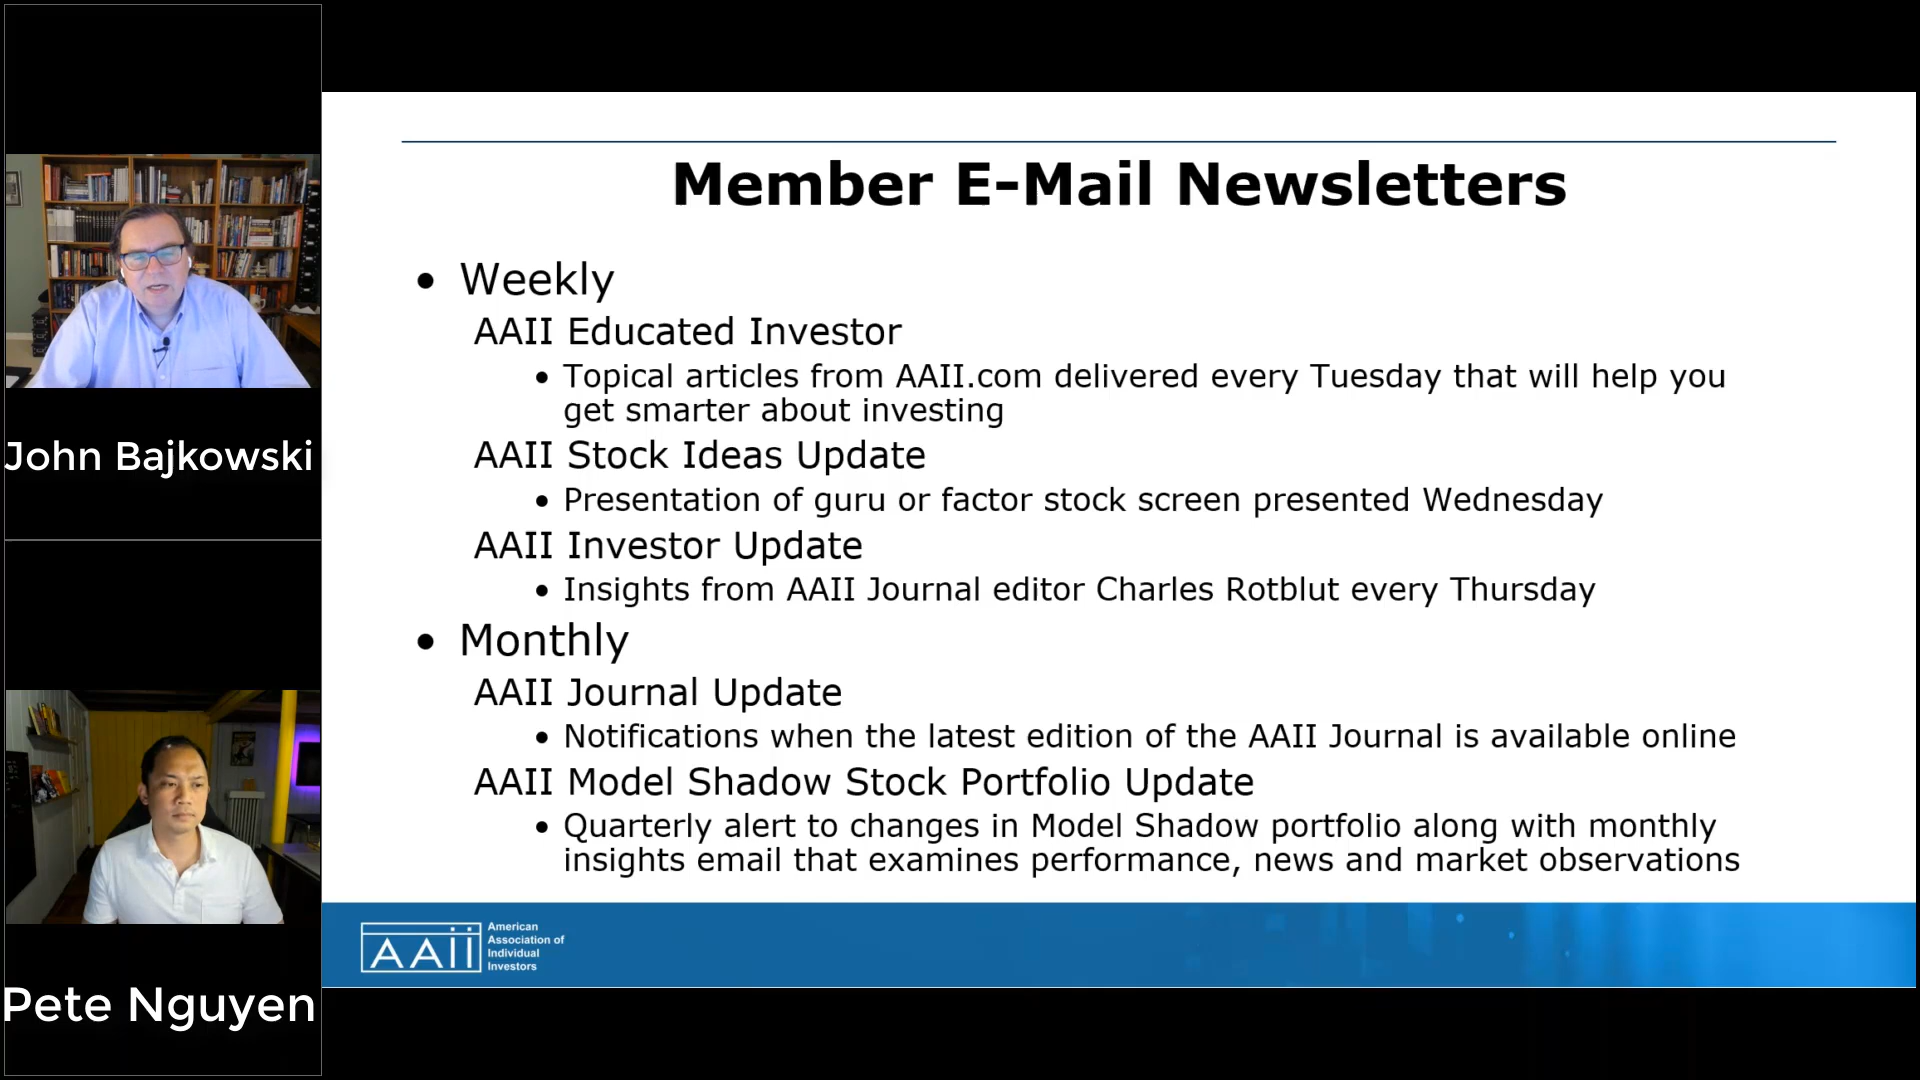 John Bajkowski
Pete Nguyen
Member E-Mail Newsletters
• Weekly
AAII Educated Investor
• Topical articles from AAII.com delivered every Tuesday that will help you
get smarter about investing
AAII Stock Ideas Update
• Presentation of guru or factor stock screen presented Wednesday
AAII Investor Update
• Insights from AAII Journal editor Charles Rotblut every Thursday
• Monthly
AAII Journal Update
• Notifications when the latest edition of the AAII Journal is available online
AAII Model Shadow Stock Portfolio Update
• Quarterly alert to changes in Model Shadow portfolio along with monthly
insights email that examines performance, news and market observations
AAii
American
Association of
Individual
Investors